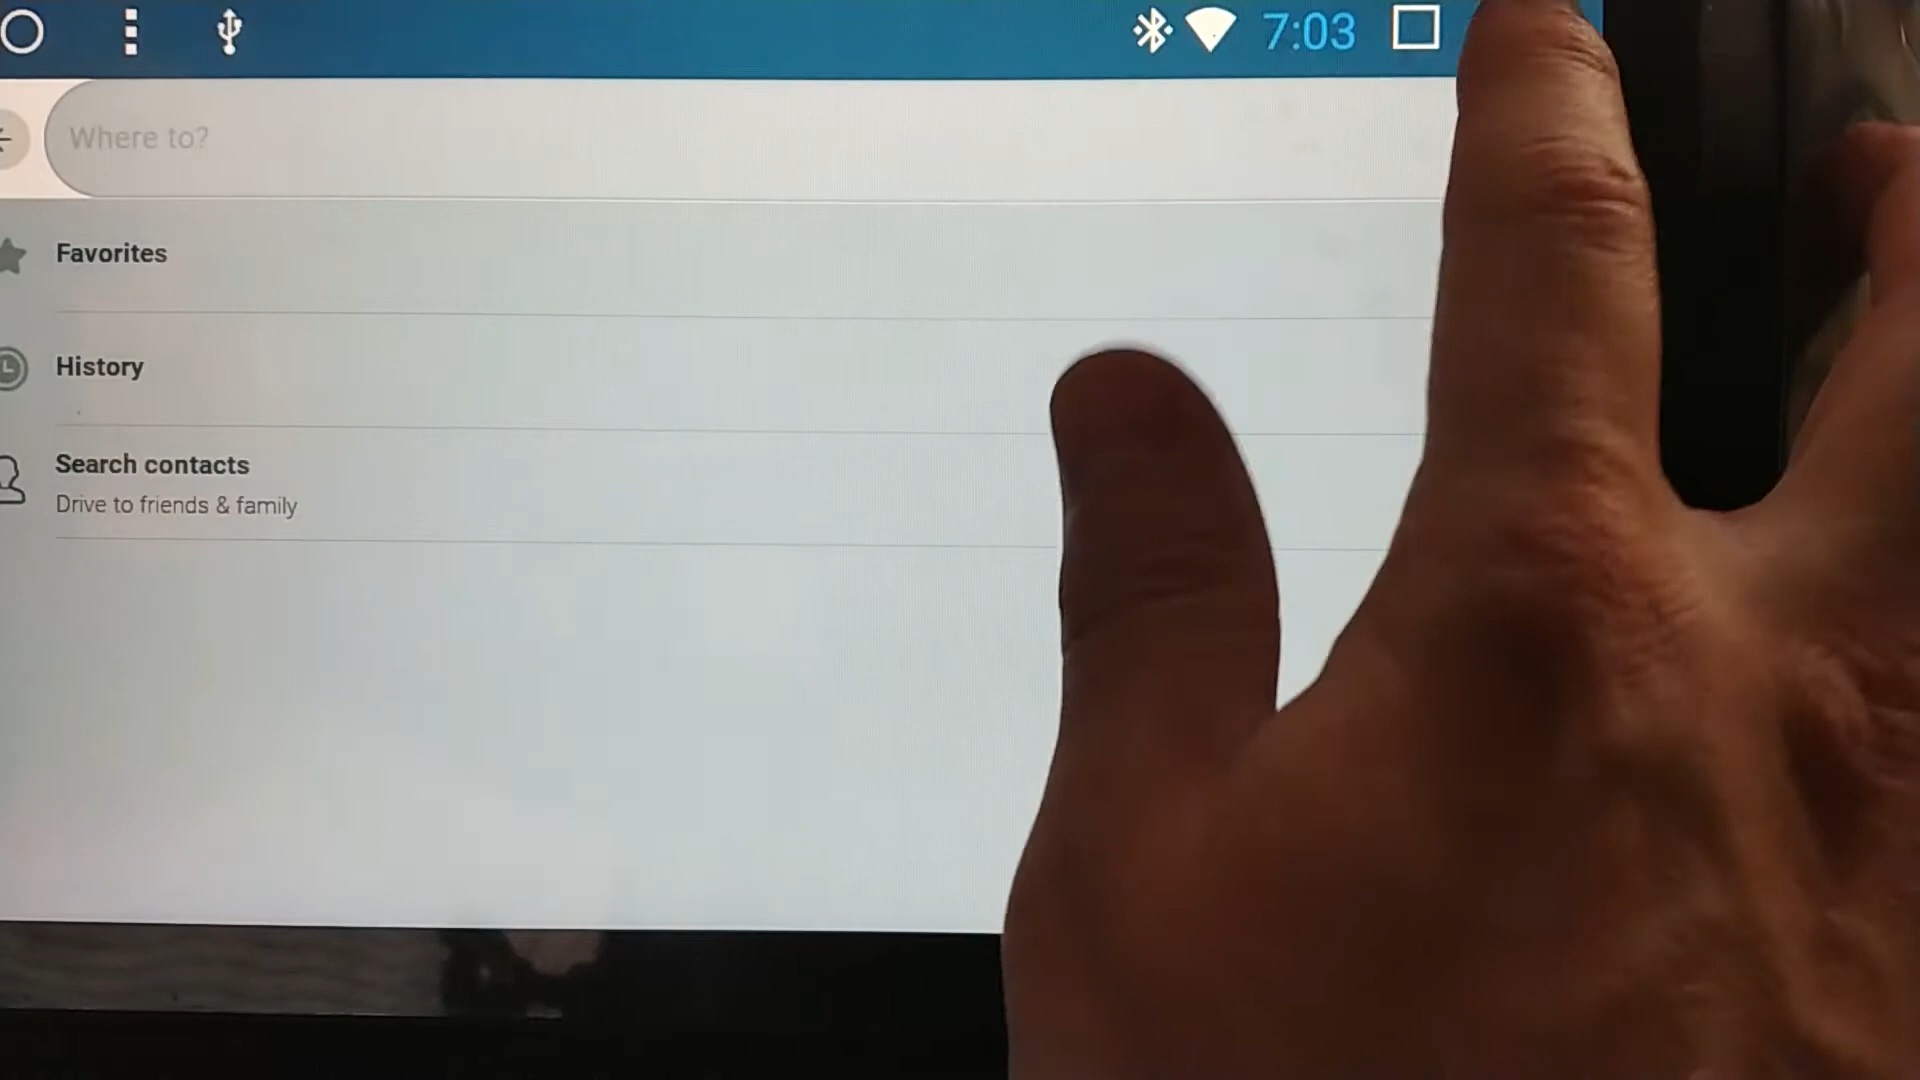 7:03
Where to?
Favorites
History
Search contacts
Drive to friends & family